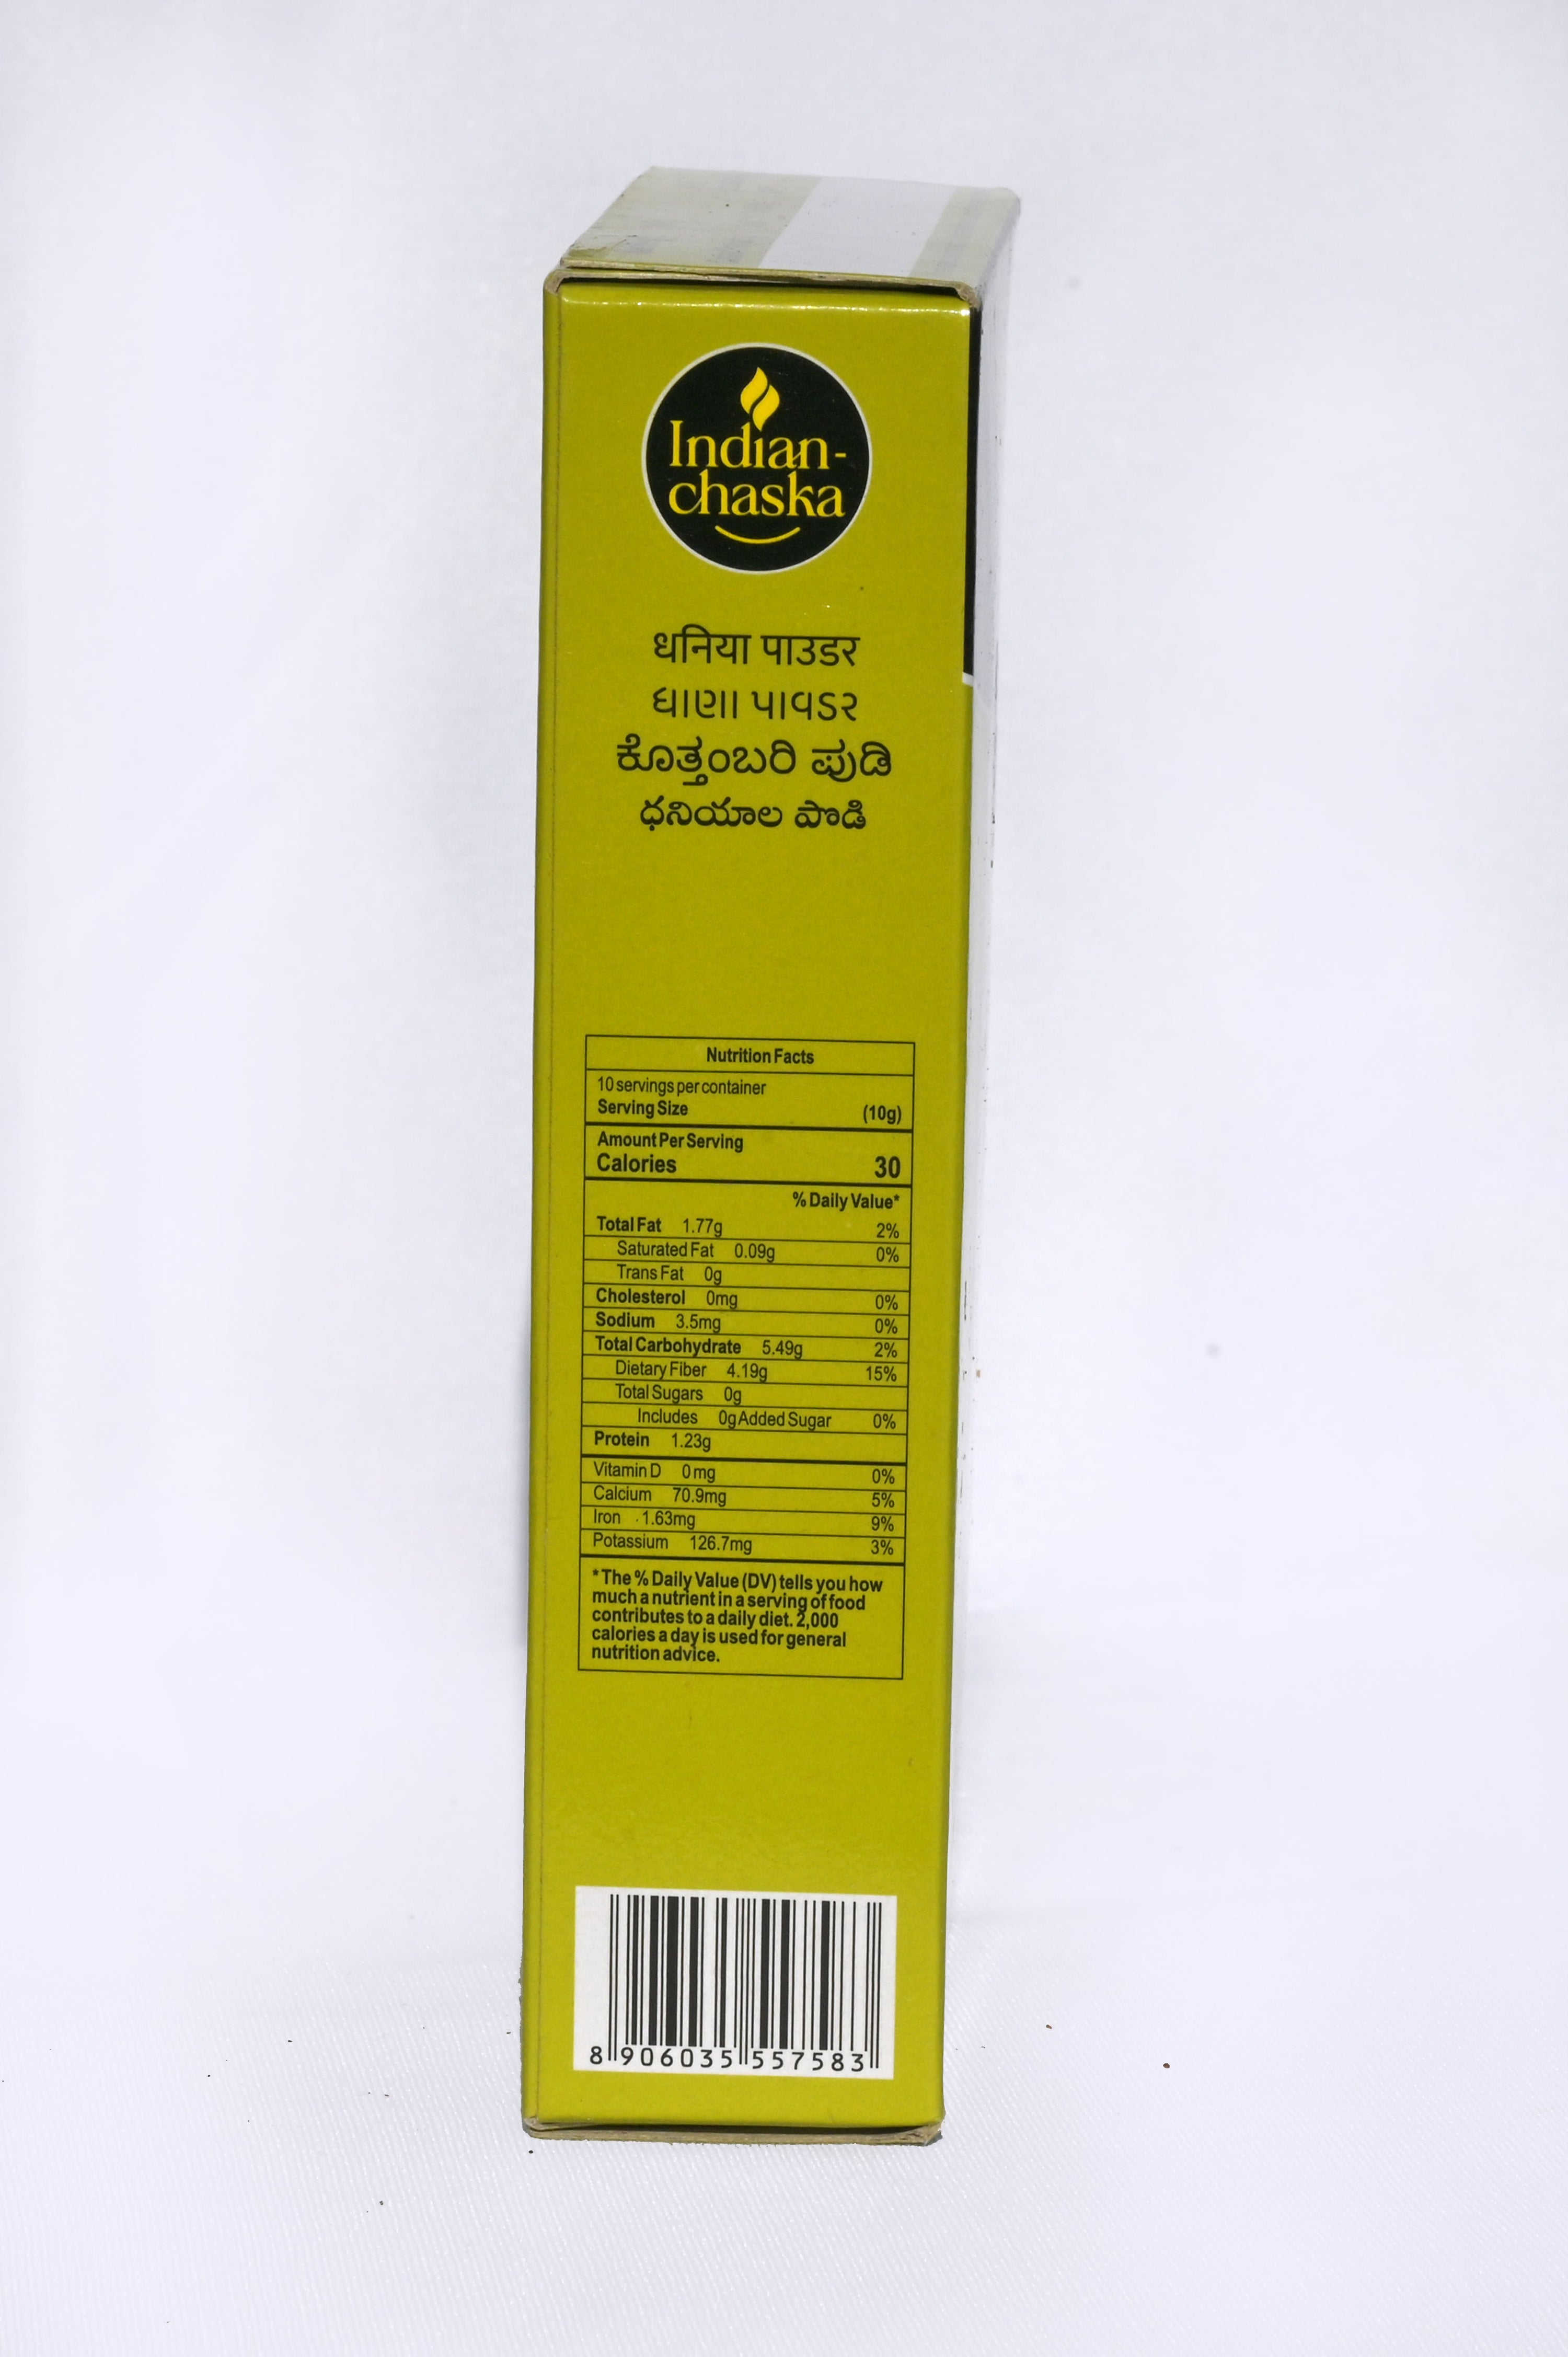 Indian-
chaska
धनिया पाउडर
ધાણા પાવડર
ಕೊತ್ತಂಬರಿ ಪುಡಿ
ధనియాల పొడి
Nutrition Facts
10 servings per container
Serving Size (10g)
Amount Per Serving
Calories 30
% Daily Value*
Total Fat 1.77g 2%
Saturated Fat 0.09g 0%
Trans Fat 0g
Cholesterol 0mg 0%
Sodium 3.5mg 0%
Total Carbohydrate 5.49g 2%
Dietary Fiber 4.19g 15%
Total Sugars 0g
Includes 0g Added Sugar 0%
Protein 1.23g
Vitamin D 0 mg 0%
Calcium 70.9mg 5%
Iron 1.63mg 9%
Potassium 126.7mg 3%
* The % Daily Value (DV) tells you how
much a nutrient in a serving of food
contributes to a daily diet. 2,000
calories a day is used for general
nutrition advice.
8 906035 557583